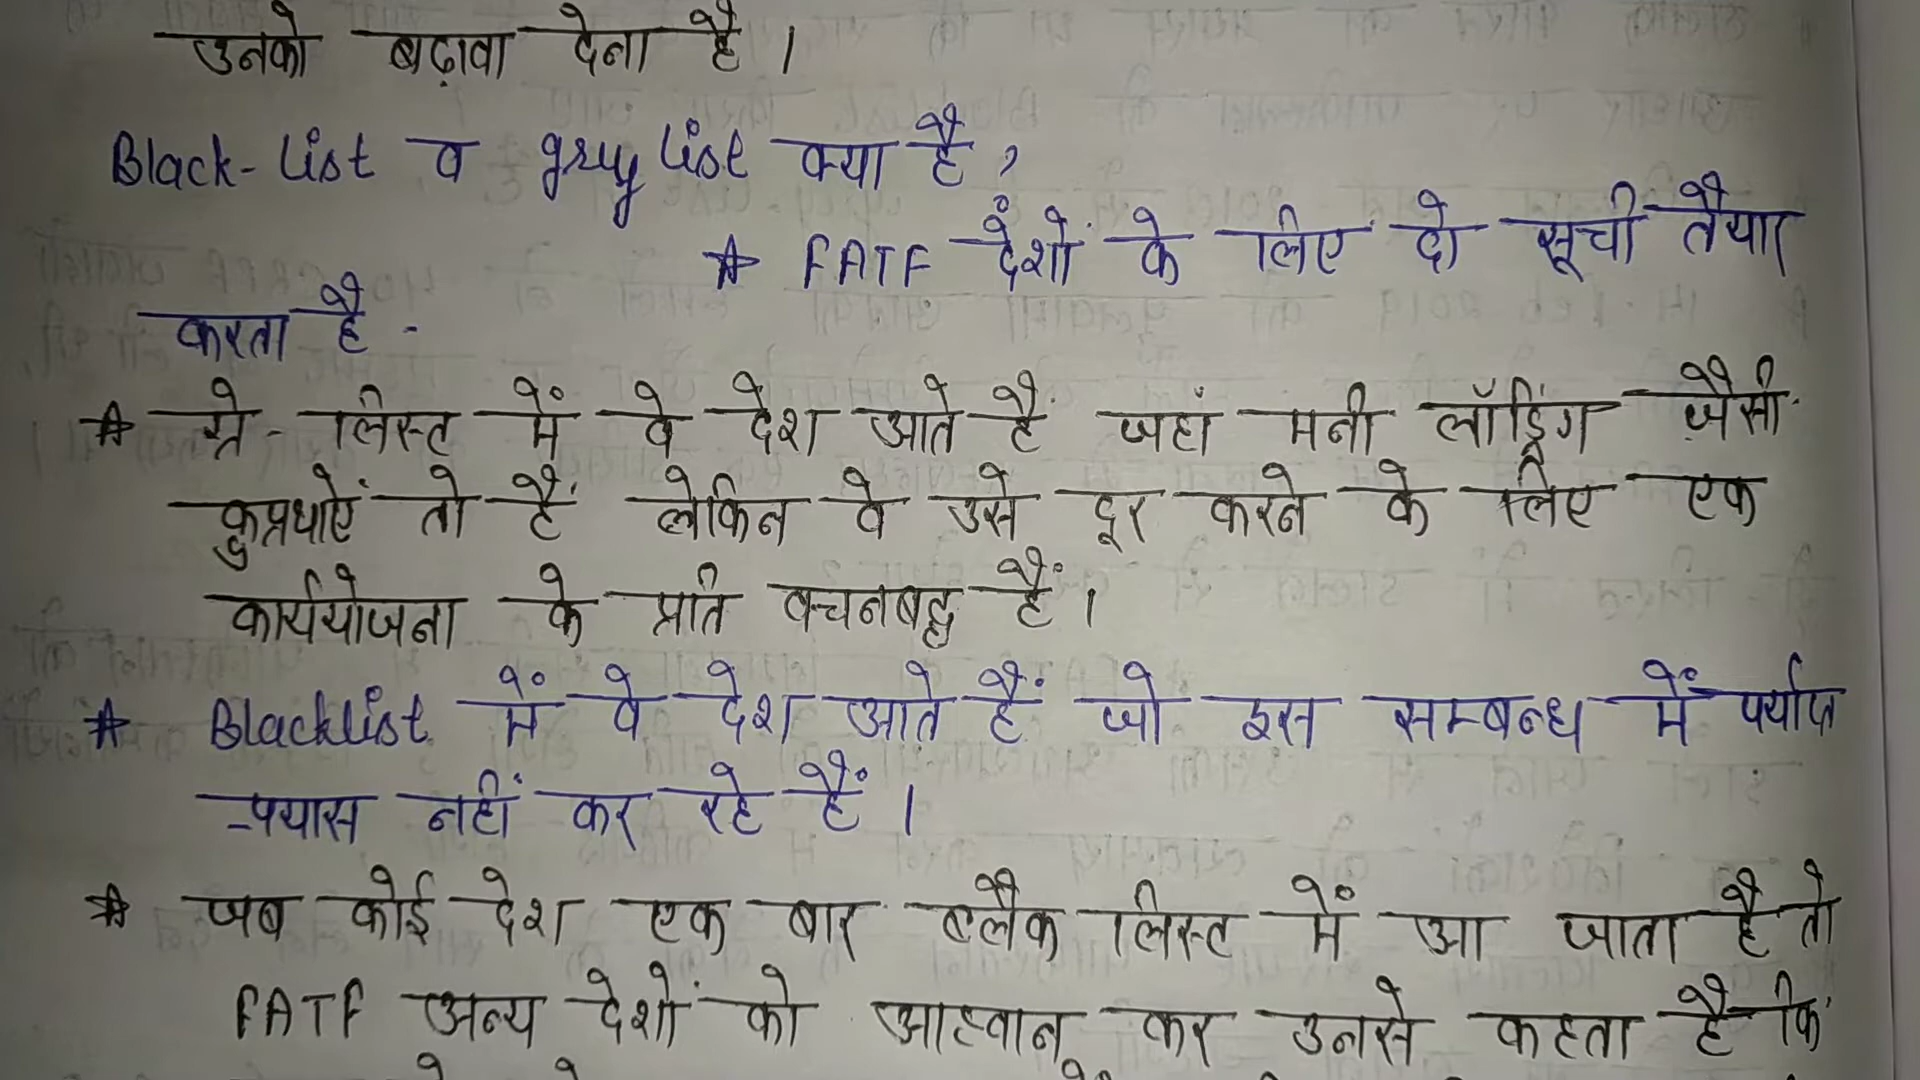 उनको बढ़ावा देना है।
Black-list व grey list क्या है,
* FATF देशों के लिए दो सूची तैयार
करता है -
* ग्रे - लिस्ट में वे देश आते हैं जहां मनी लॉड्रिंग जैसी
कुप्रथाऐं तो हैं लेकिन वे उसे दूर करने के लिए एक
कार्ययोजना के प्रति वचनबद्ध हैं।
* Blacklist में वे देश आते हैं जो इस सम्बन्ध में पर्याप्त
-प्रयास नहीं कर रहे हैं।
* जब कोई देश एक बार ब्लैक लिस्ट में आ जाता है तो
FATF अन्य देशों को आह्वान कर उनसे कहता है कि